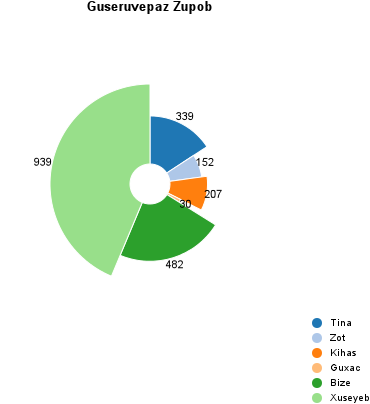 Guseruvepaz Zupob
339
939
152
207
30
482
Tina
Zot
Kihas
Guxac
Bize
Xuseyeb